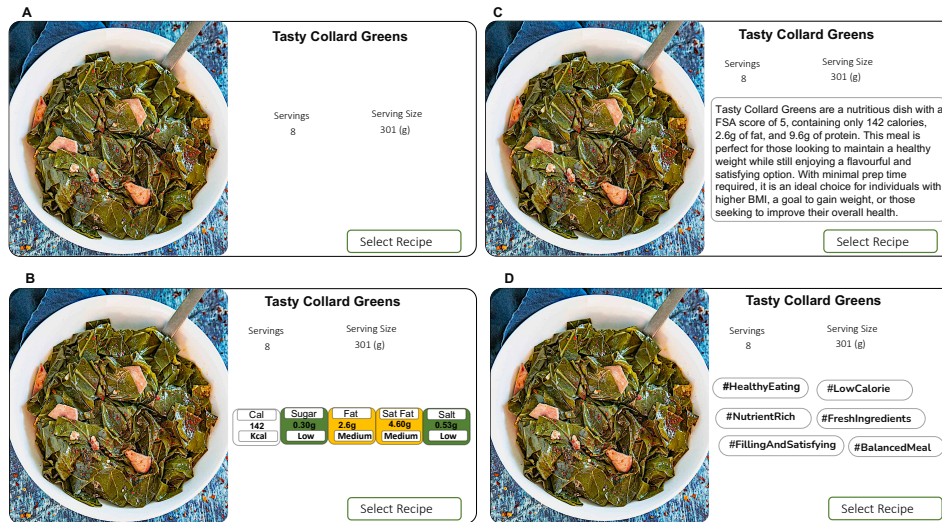 A
Tasty Collard Greens
Servings
8
Serving Size
301 (g)
Select Recipe
C
Tasty Collard Greens
Servings
8
Serving Size
301 (g)
Tasty Collard Greens are a nutritious dish with a
FSA score of 5, containing only 142 calories,
2.6g of fat, and 9.6g of protein. This meal is
perfect for those looking to maintain a healthy
weight while still enjoying a flavourful and
satisfying option. With minimal prep time
required, it is an ideal choice for individuals with
higher BMI, a goal to gain weight, or those
seeking to improve their overall health.
Select Recipe
B
Tasty Collard Greens
Servings
8
Serving Size
301 (g)
Cal Sugar Fat Sat Fat Salt
142 0.30g 2.6g 4.60g 0.53g
Kcal Low Medium Medium Low
Select Recipe
D
Tasty Collard Greens
Servings
8
Serving Size
301 (g)
#HealthyEating #LowCalorie
#NutrientRich #FreshIngredients
#FillingAndSatisfying #BalancedMeal
Select Recipe